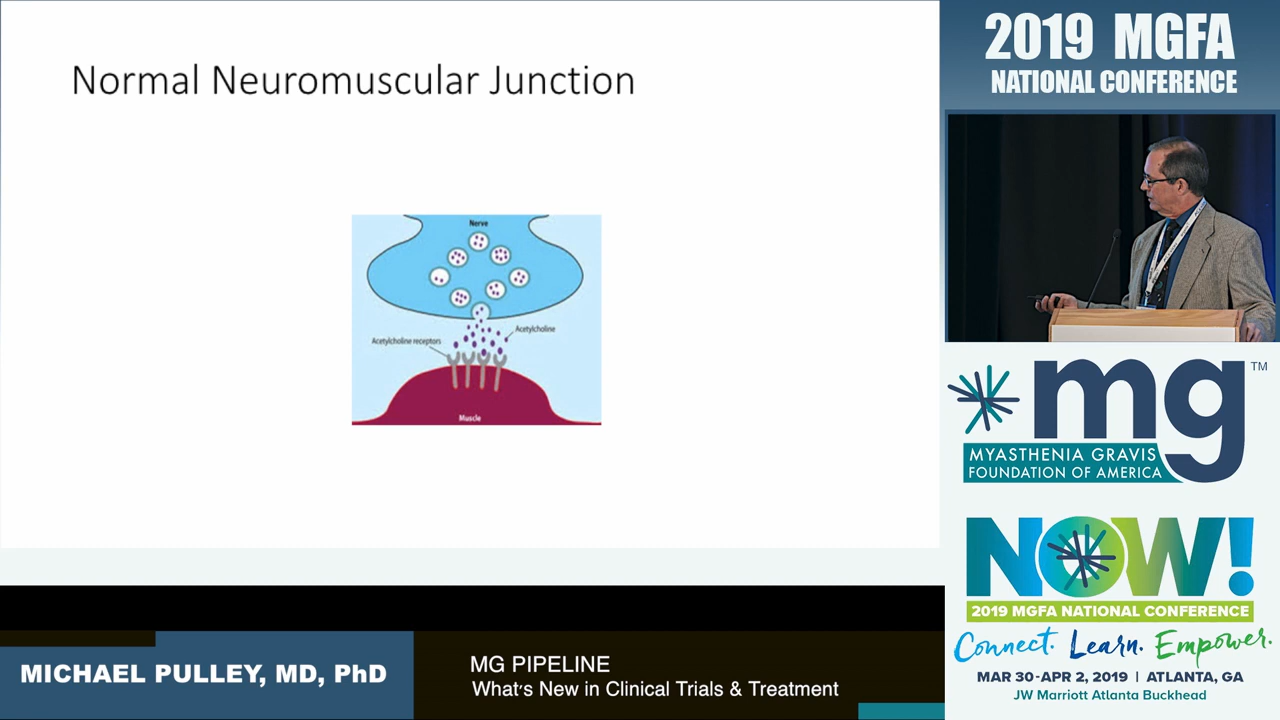 Normal Neuromuscular Junction
Nerve
Acetylcholine
Acetylcholine receptors
Muscle
2019 MGFA
NATIONAL CONFERENCE
mg™
MYASTHENIA GRAVIS
FOUNDATION OF AMERICA
NOW!
2019 MGFA NATIONAL CONFERENCE
Connect. Learn. Empower.
MAR 30-APR 2, 2019 | ATLANTA, GA
JW Marriott Atlanta Buckhead
MICHAEL PULLEY, MD, PhD
MG PIPELINE
What's New in Clinical Trials & Treatment